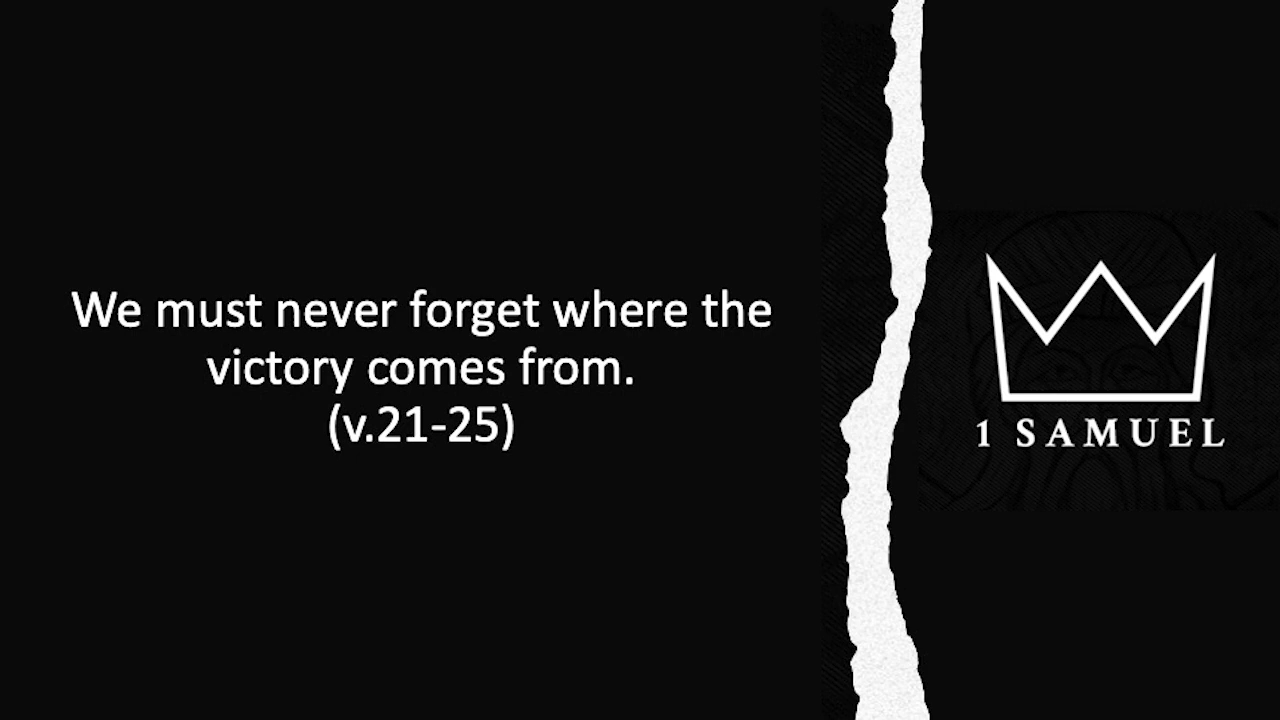 We must never forget where the
victory comes from.
(v.21-25)
1 SAMUEL